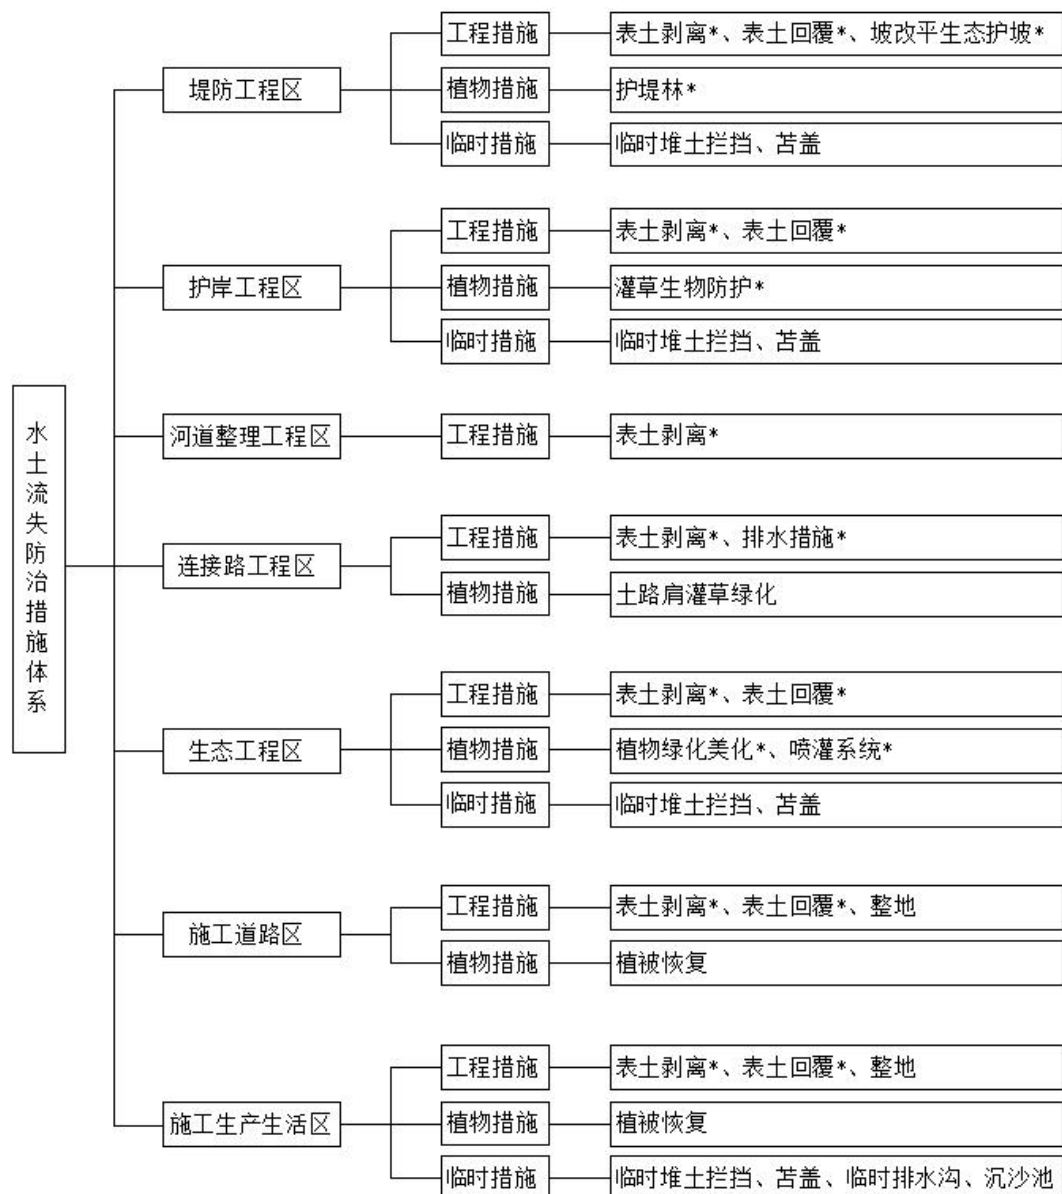 水土流失防治措施体系
堤防工程区
工程措施
表土剥离*、表土回覆*、坡改平生态护坡*
植物措施
护堤林*
临时措施
临时堆土拦挡、苫盖
护岸工程区
工程措施
表土剥离*、表土回覆*
植物措施
灌草生物防护*
临时措施
临时堆土拦挡、苫盖
河道整理工程区
工程措施
表土剥离*
连接路工程区
工程措施
表土剥离*、排水措施*
植物措施
土路肩灌草绿化
生态工程区
工程措施
表土剥离*、表土回覆*
植物措施
植物绿化美化*、喷灌系统*
临时措施
临时堆土拦挡、苫盖
施工道路区
工程措施
表土剥离*、表土回覆*、整地
植物措施
植被恢复
施工生产生活区
工程措施
表土剥离*、表土回覆*、整地
植物措施
植被恢复
临时措施
临时堆土拦挡、苫盖、临时排水沟、沉沙池